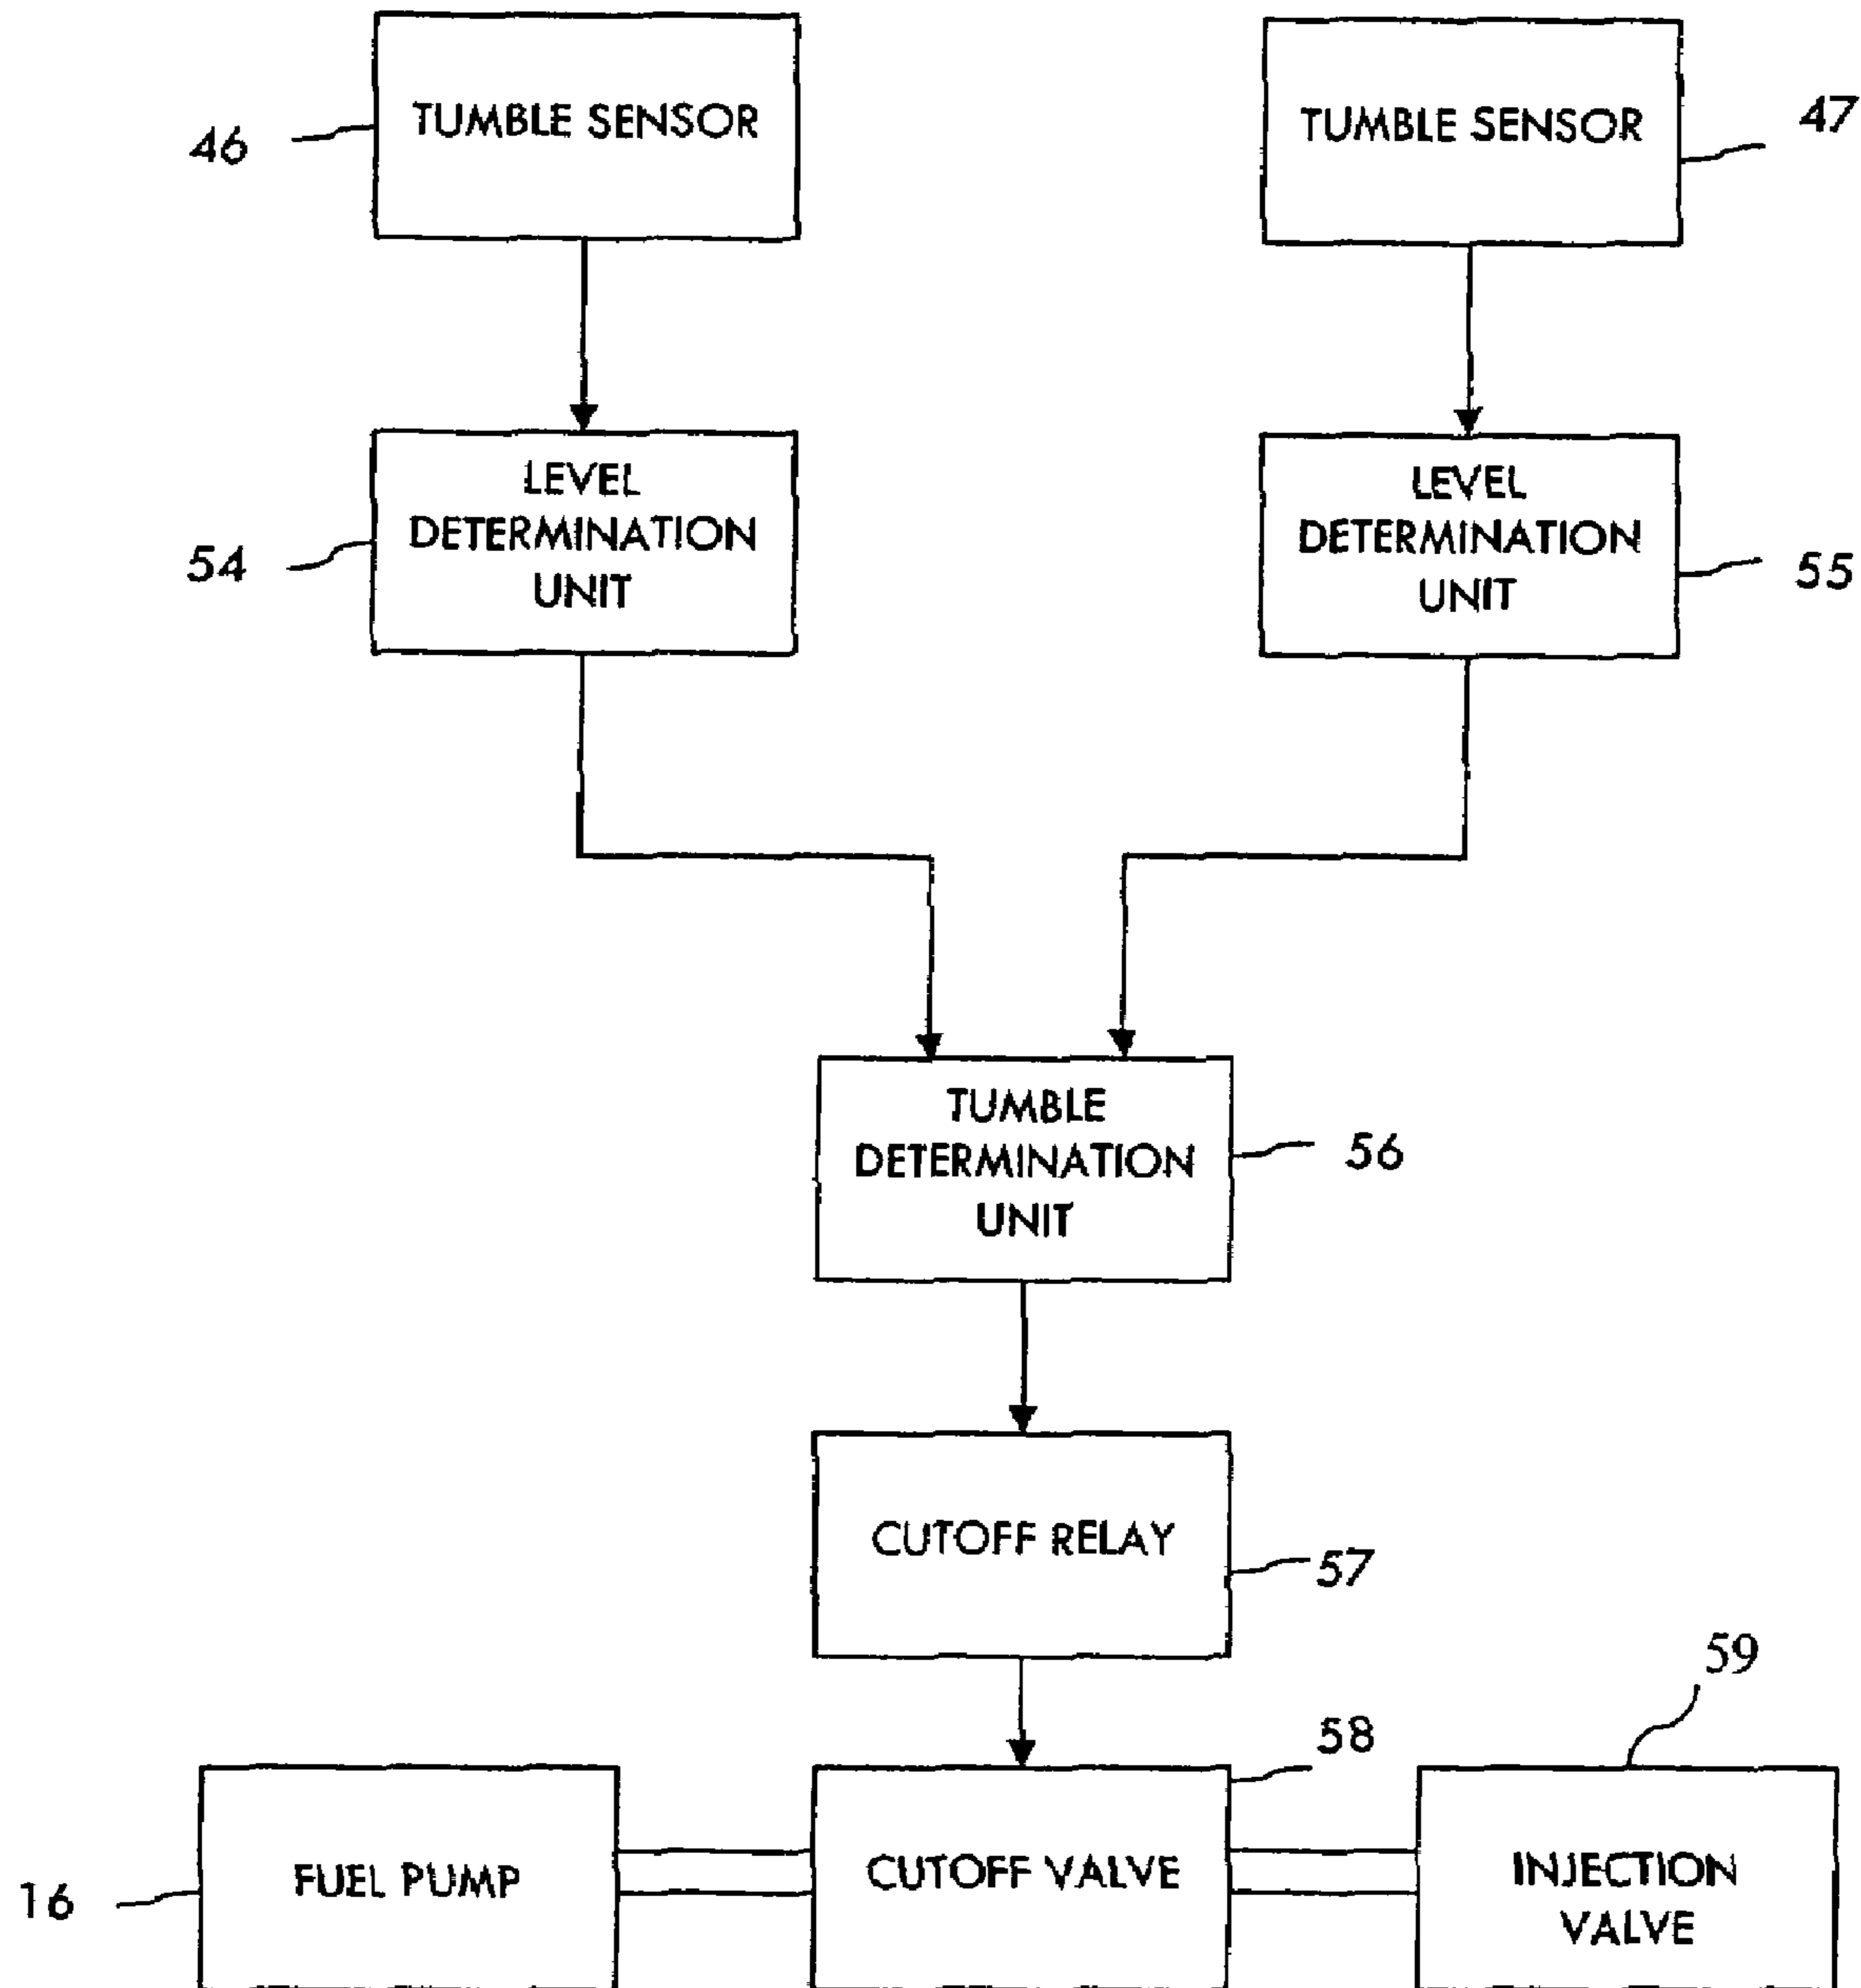 TUMBLE SENSOR
46
TUMBLE SENSOR
47
LEVEL
DETERMINATION
UNIT
54
LEVEL
DETERMINATION
UNIT
55
TUMBLE
DETERMINATION
UNIT
56
CUTOFF RELAY
57
59
58
16
FUEL PUMP
CUTOFF VALVE
INJECTION
VALVE